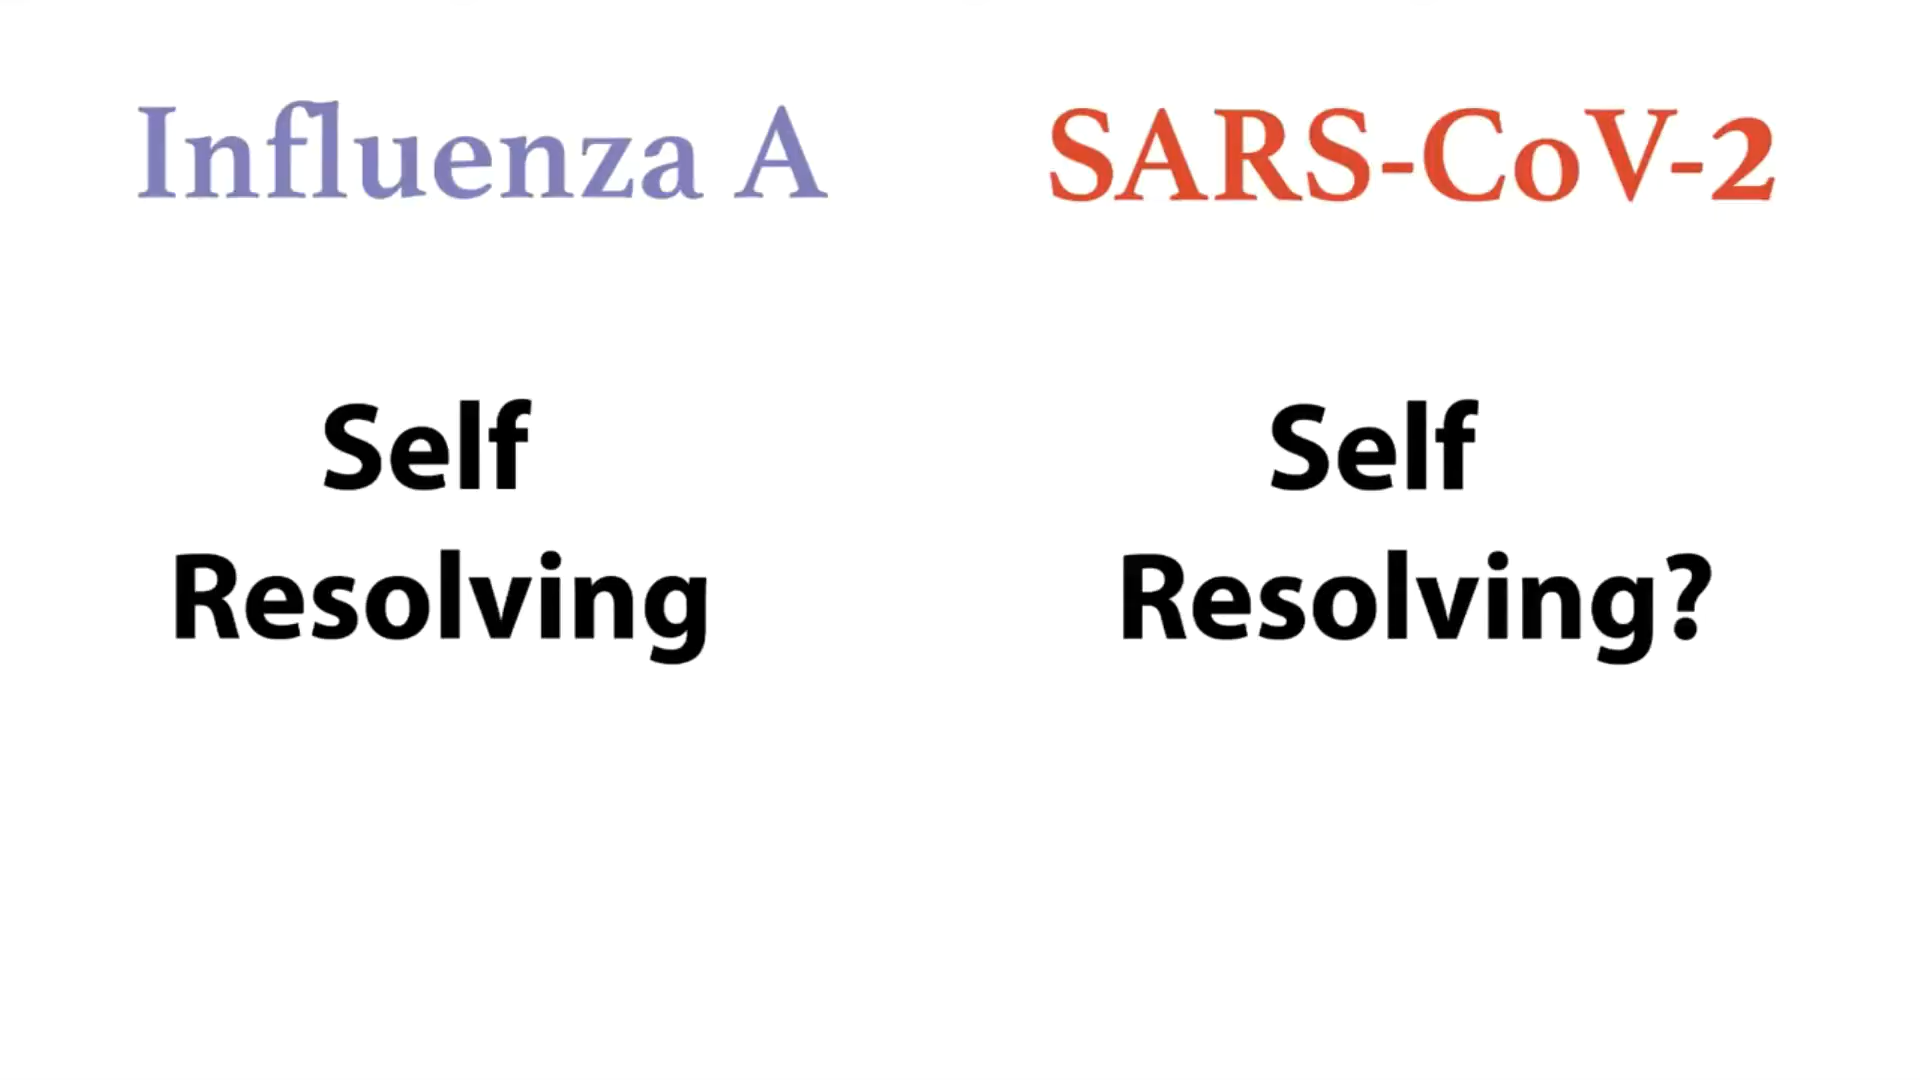 Influenza A
Self
Resolving
SARS-CoV-2
Self
Resolving?